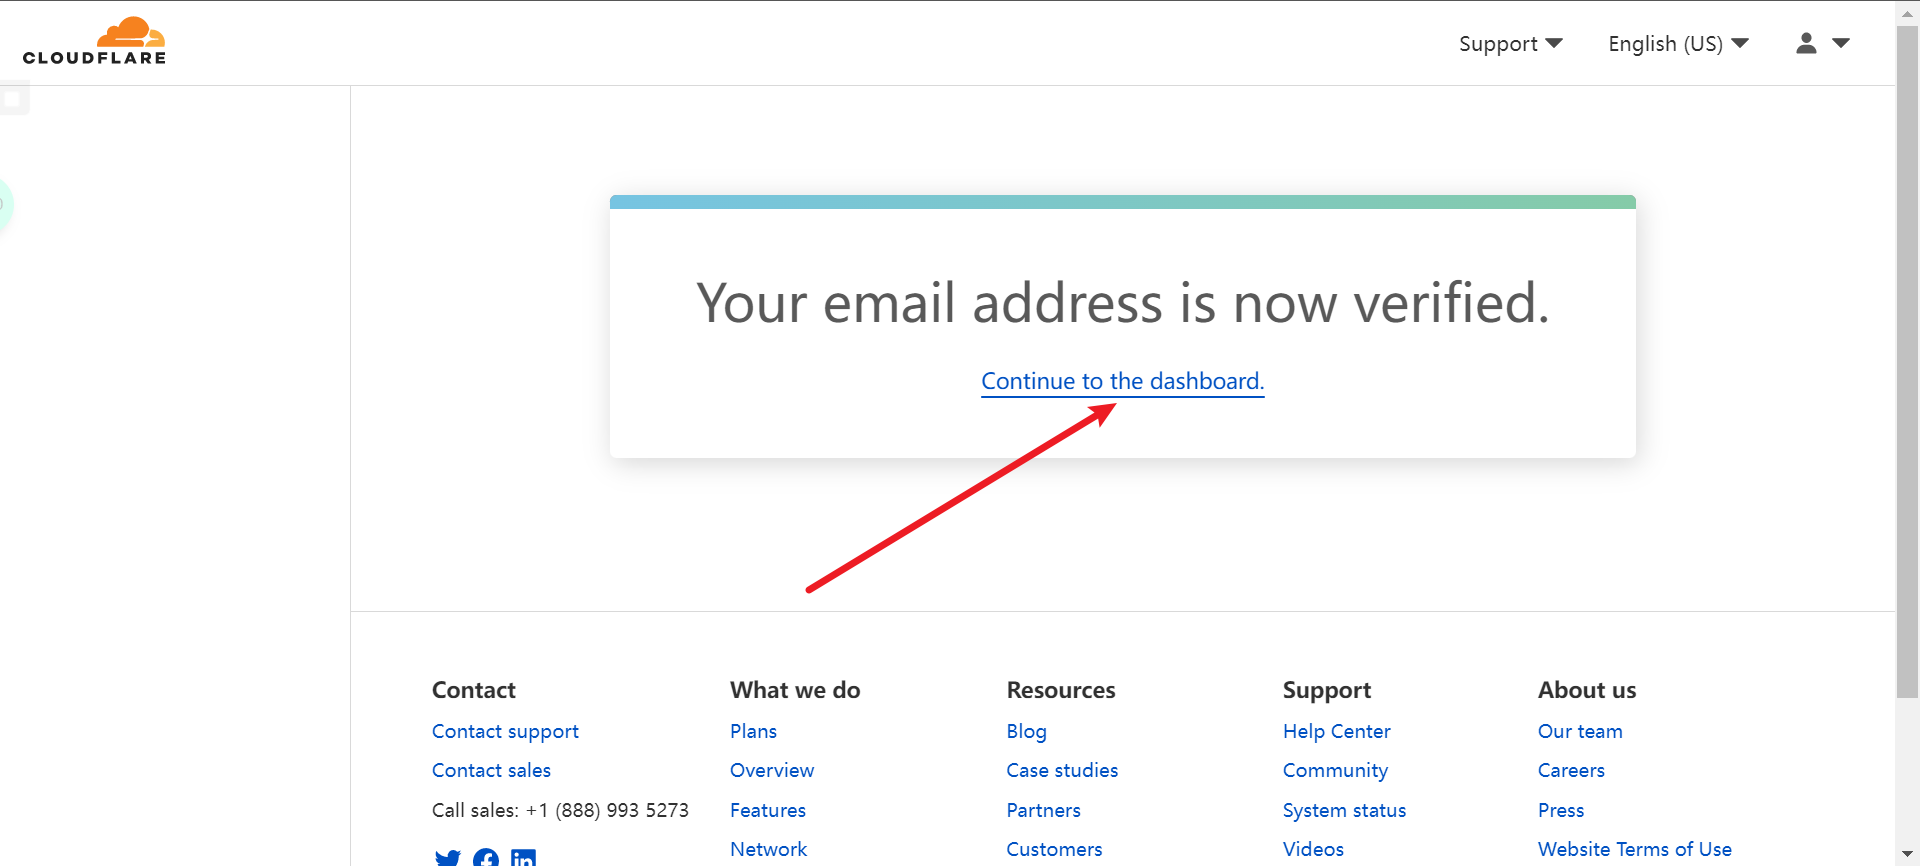 CLOUDFLARE
Support
English (US)
Your email address is now verified.
Continue to the dashboard.
Contact
Contact support
Contact sales
Call sales: +1 (888) 993 5273
What we do
Plans
Overview
Features
Network
Resources
Blog
Case studies
Partners
Customers
Support
Help Center
Community
System status
Videos
About us
Our team
Careers
Press
Website Terms of Use